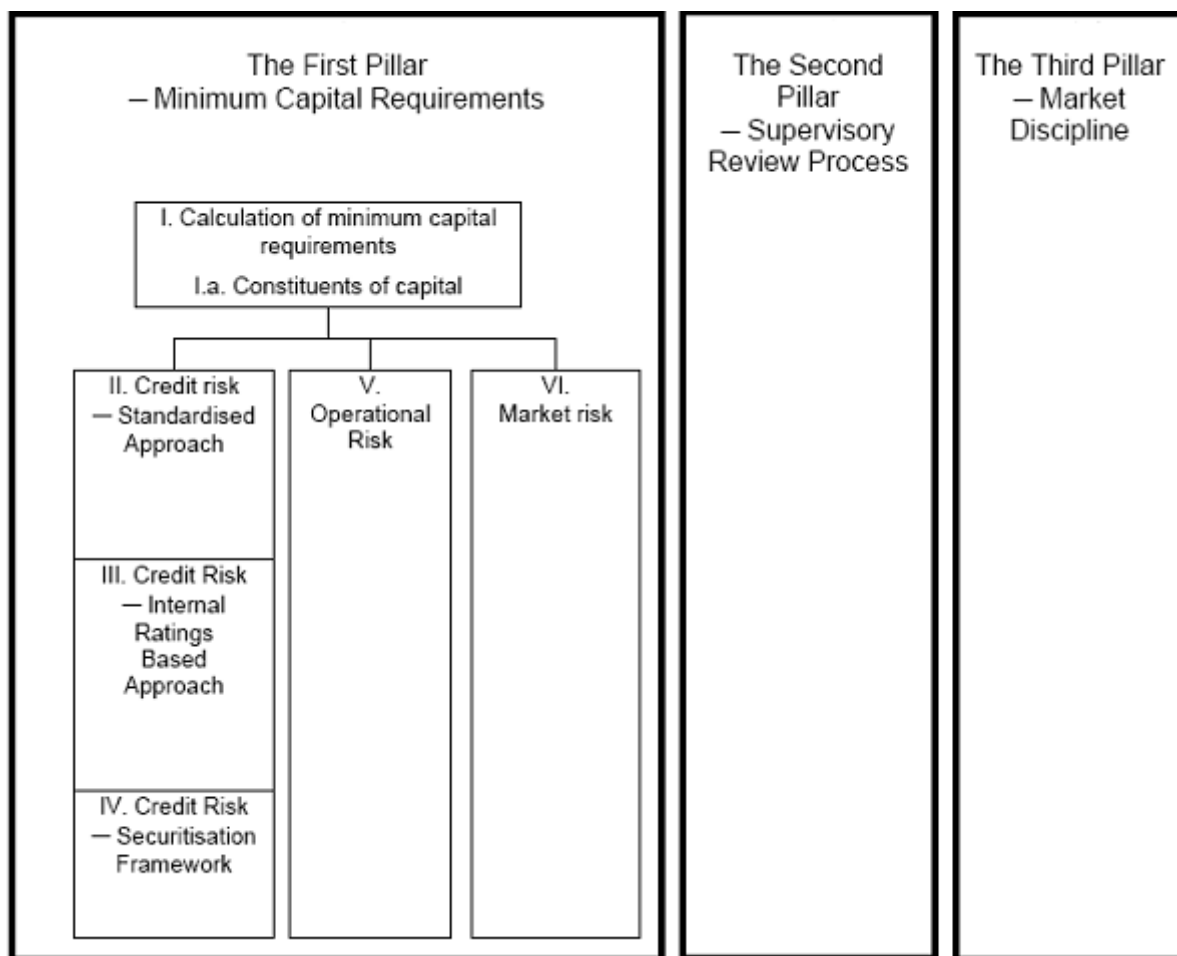 The First Pillar
— Minimum Capital Requirements
I. Calculation of minimum capital
requirements
I.a. Constituents of capital
II. Credit risk
— Standardised
Approach
III. Credit Risk
— Internal
Ratings
Based
Approach
IV. Credit Risk
— Securitisation
Framework
V.
Operational
Risk
VI.
Market risk
The Second
Pillar
— Supervisory
Review Process
The Third Pillar
— Market
Discipline